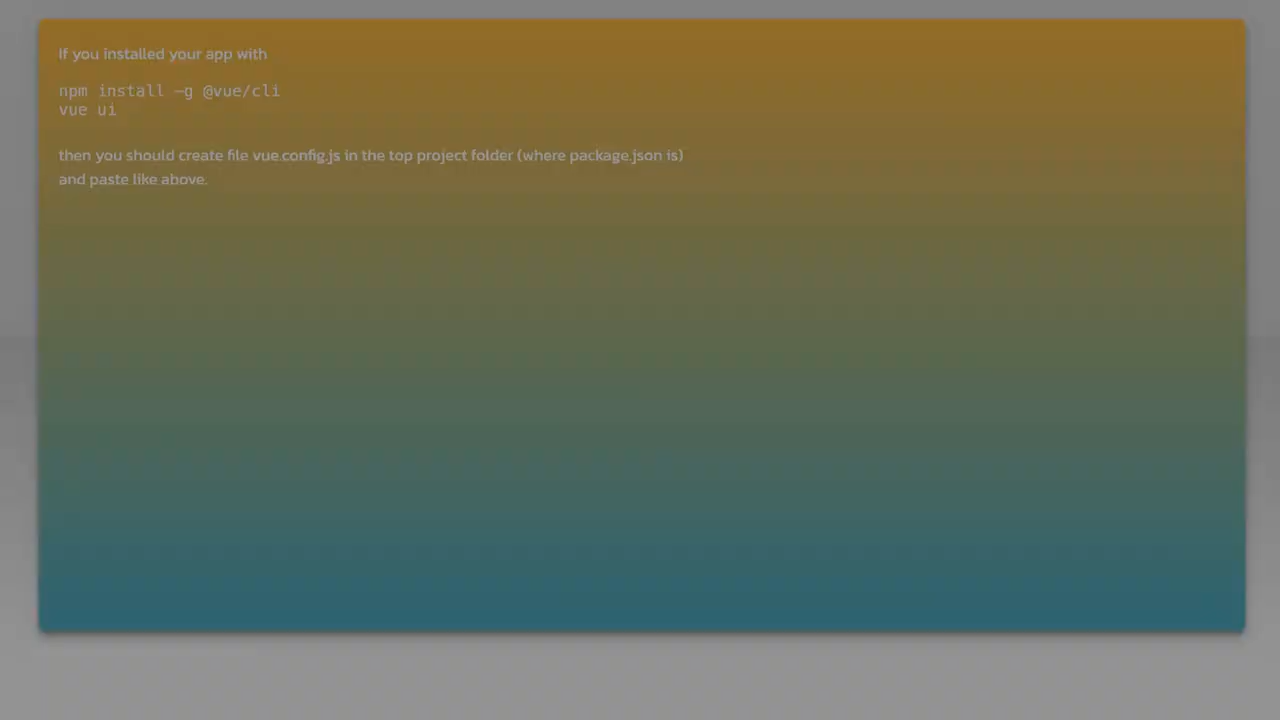 If you installed your app with
npm install -g @vue/cli
vue ui
then you should create file vue.config.js in the top project folder (where package.json is)
and paste like above.